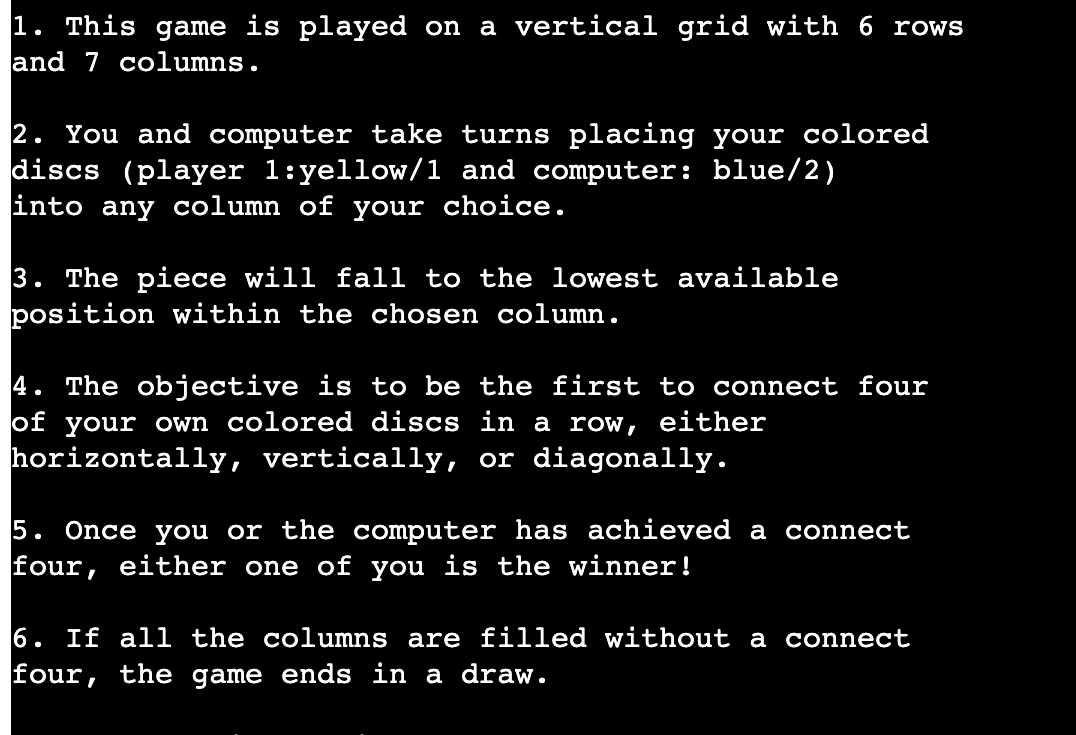 1. This game is played on a vertical grid with 6 rows
and 7 columns.
2. You and computer take turns placing your colored
discs (player 1:yellow/1 and computer: blue/2)
into any column of your choice.
3. The piece will fall to the lowest available
position within the chosen column.
4. The objective is to be the first to connect four
of your own colored discs in a row, either
horizontally, vertically, or diagonally.
5. Once you or the computer has achieved a connect
four, either one of you is the winner!
6. If all the columns are filled without a connect
four, the game ends in a draw.